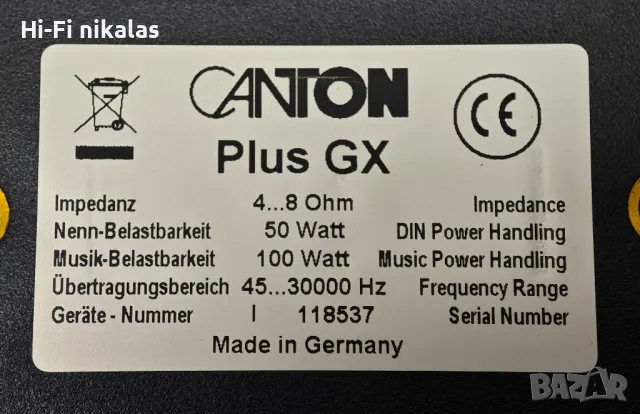 Hi-Fi nikalas
CANTON
CE
Plus GX
Impedanz 4...8 Ohm Impedance
Nenn-Belastbarkeit 50 Watt DIN Power Handling
Musik-Belastbarkeit 100 Watt Music Power Handling
Übertragungsbereich 45...30000 Hz Frequency Range
Geräte - Nummer I 118537 Serial Number
Made in Germany
BAZAR